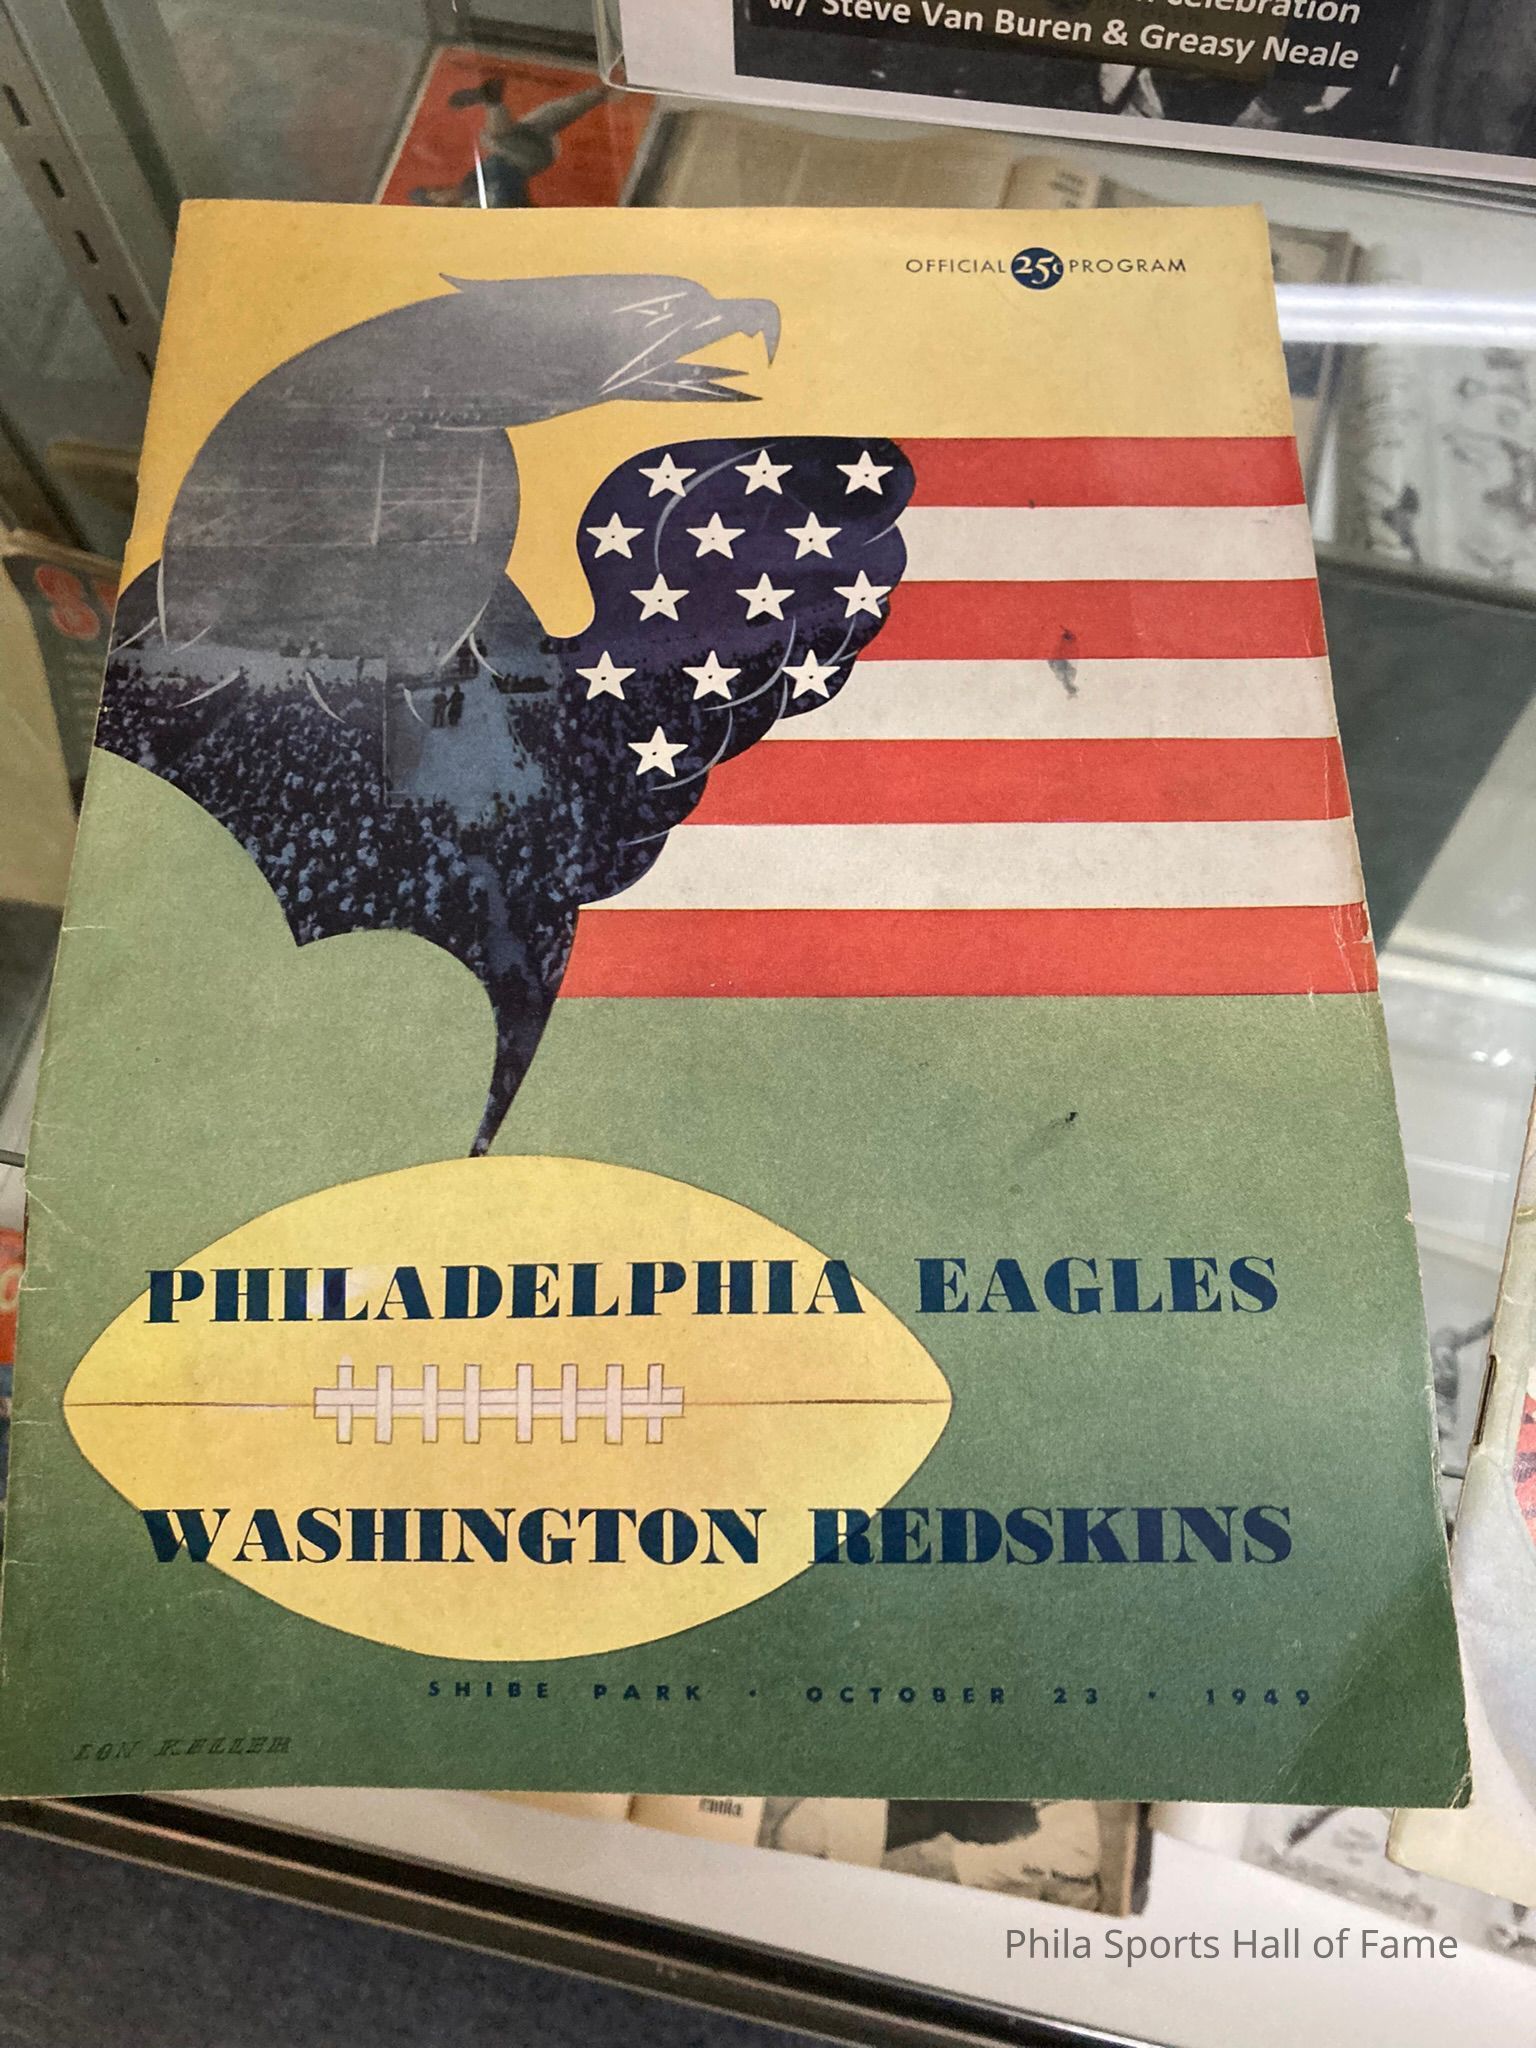 celebration
w/ Steve Van Buren & Greasy Neale
OFFICIAL 25¢ PROGRAM
PHILADELPHIA EAGLES
WASHINGTON REDSKINS
SHIBE PARK • OCTOBER 23 • 1949
LON KELLER
Phila Sports Hall of Fame